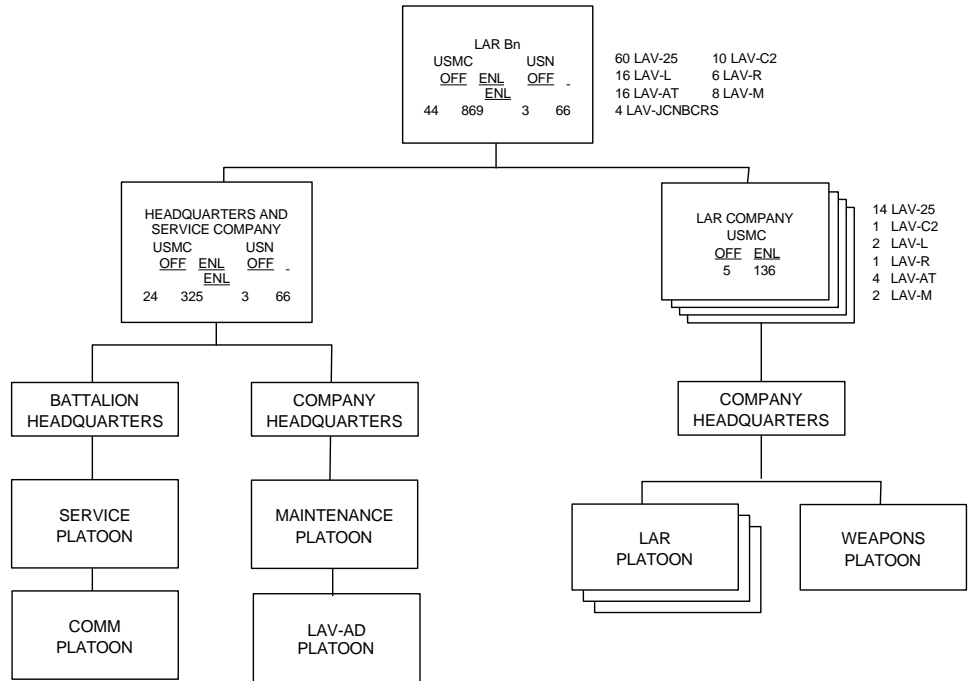 LAR Bn
USMC USN
OFF ENL OFF _
ENL
44 869 3 66
60 LAV-25 10 LAV-C2
16 LAV-L 6 LAV-R
16 LAV-AT 8 LAV-M
4 LAV-JCNBCRS
HEADQUARTERS AND
SERVICE COMPANY
USMC USN
OFF ENL OFF _
ENL
24 325 3 66
LAR COMPANY
USMC
OFF ENL
5 136
14 LAV-25
1 LAV-C2
2 LAV-L
1 LAV-R
4 LAV-AT
2 LAV-M
BATTALION
HEADQUARTERS
COMPANY
HEADQUARTERS
COMPANY
HEADQUARTERS
SERVICE
PLATOON
MAINTENANCE
PLATOON
LAR
PLATOON
WEAPONS
PLATOON
COMM
PLATOON
LAV-AD
PLATOON